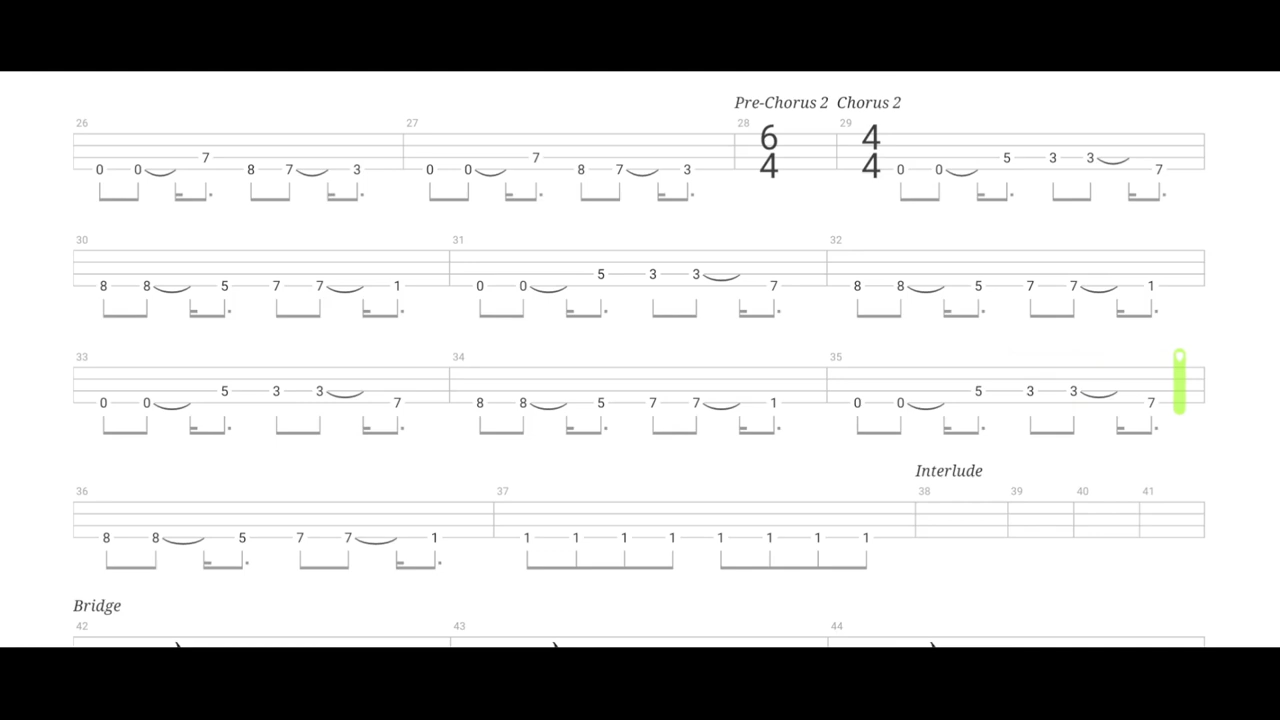 Pre-Chorus 2 Chorus 2
26 27 28 29
6 4
7 7 5 3 3
0 0 8 7 3 0 0 8 7 3 4 4 0 0 7
30 31 32
5 3 3
8 8 5 7 7 1 0 0 7 8 8 5 7 7 1
33 34 35
5 3 3 5 3 3
0 0 7 8 8 5 7 7 1 0 0 7
Interlude
36 37 38 39 40 41
8 8 5 7 7 1 1 1 1 1 1 1 1 1
Bridge
42 43 44